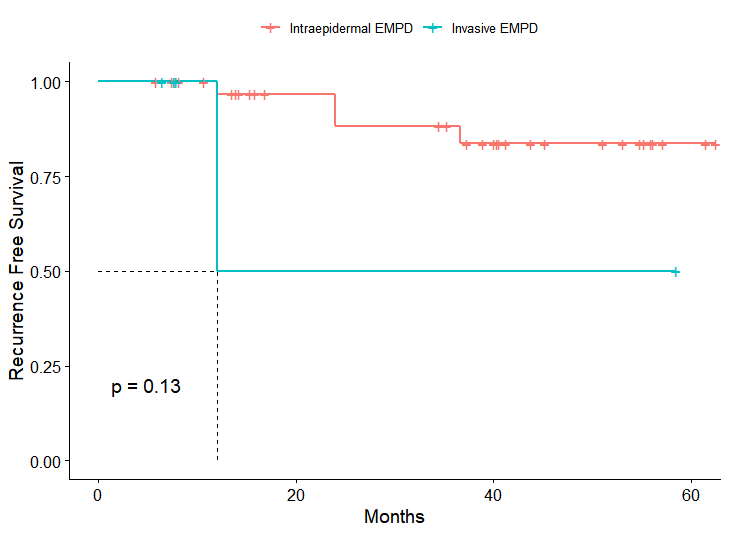 Intraepidermal EMPD Invasive EMPD
1.00
0.75
0.50
0.25
0.00
Recurrence Free Survival
p = 0.13
0 20 40 60
Months